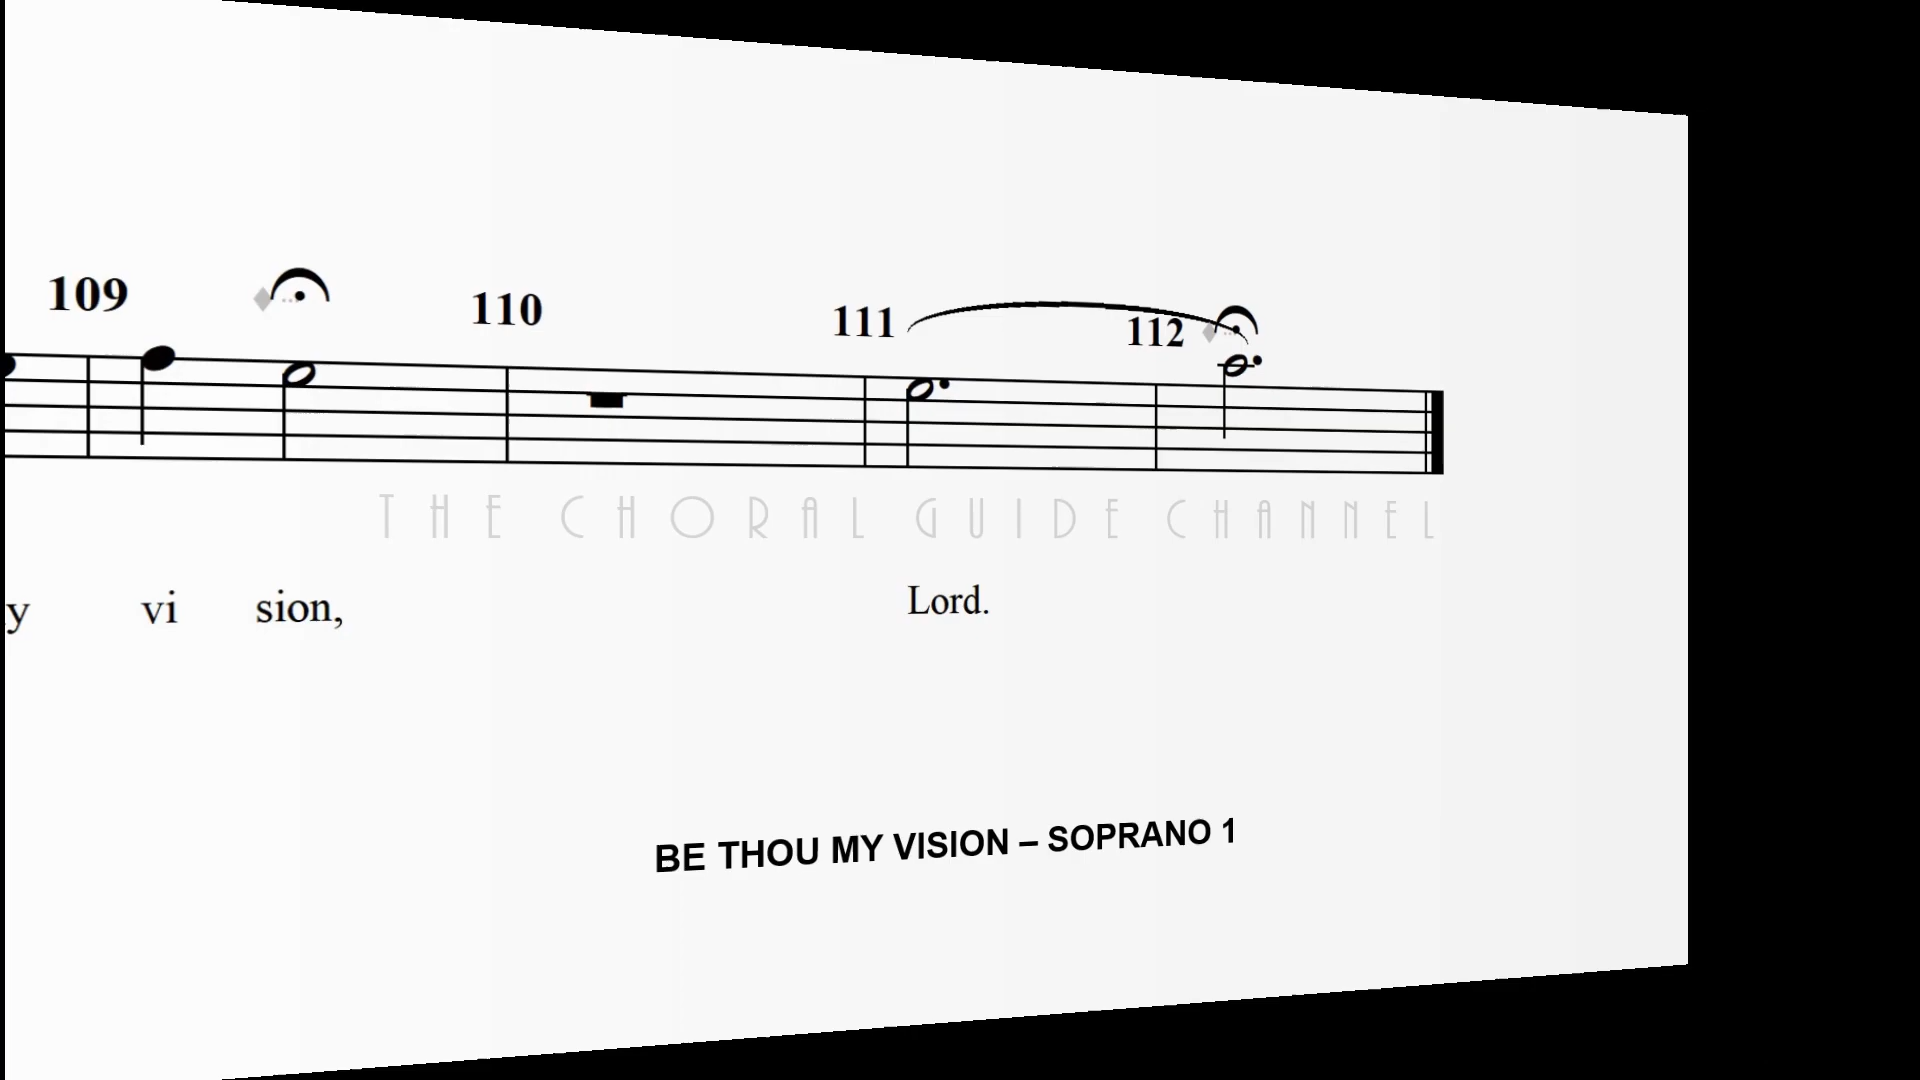 109 110 111 112
THE CHORAL GUIDE CHANNEL
y vi sion, Lord.
BE THOU MY VISION – SOPRANO 1